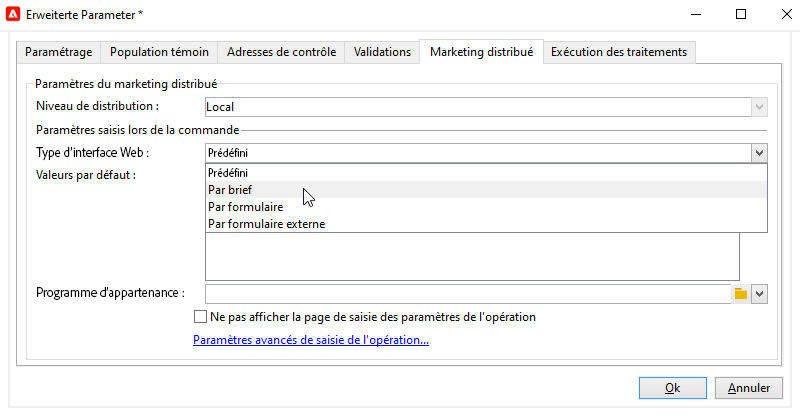 Erweiterte Parameter *
Paramétrage Population témoin Adresses de contrôle Validations Marketing distribué Exécution des traitements
Paramètres du marketing distribué
Niveau de distribution : Local
Paramètres saisis lors de la commande
Type d'interface Web : Prédéfini
Valeurs par défaut : Prédéfini
Par brief
Par formulaire
Par formulaire externe
Programme d'appartenance :
Ne pas afficher la page de saisie des paramètres de l'opération
Paramètres avancés de saisie de l'opération...
Ok Annuler